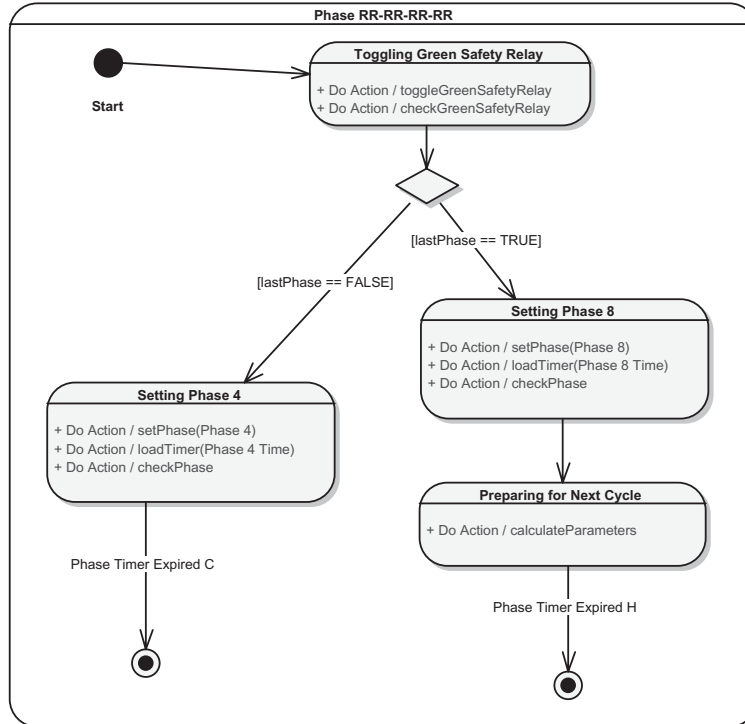 Phase RR-RR-RR-RR
Toggling Green Safety Relay
+ Do Action / toggleGreenSafetyRelay
+ Do Action / checkGreenSafetyRelay
Start
[lastPhase == TRUE]
[lastPhase == FALSE]
Setting Phase 8
+ Do Action / setPhase(Phase 8)
+ Do Action / loadTimer(Phase 8 Time)
+ Do Action / checkPhase
Setting Phase 4
+ Do Action / setPhase(Phase 4)
+ Do Action / loadTimer(Phase 4 Time)
+ Do Action / checkPhase
Preparing for Next Cycle
+ Do Action / calculateParameters
Phase Timer Expired C
Phase Timer Expired H